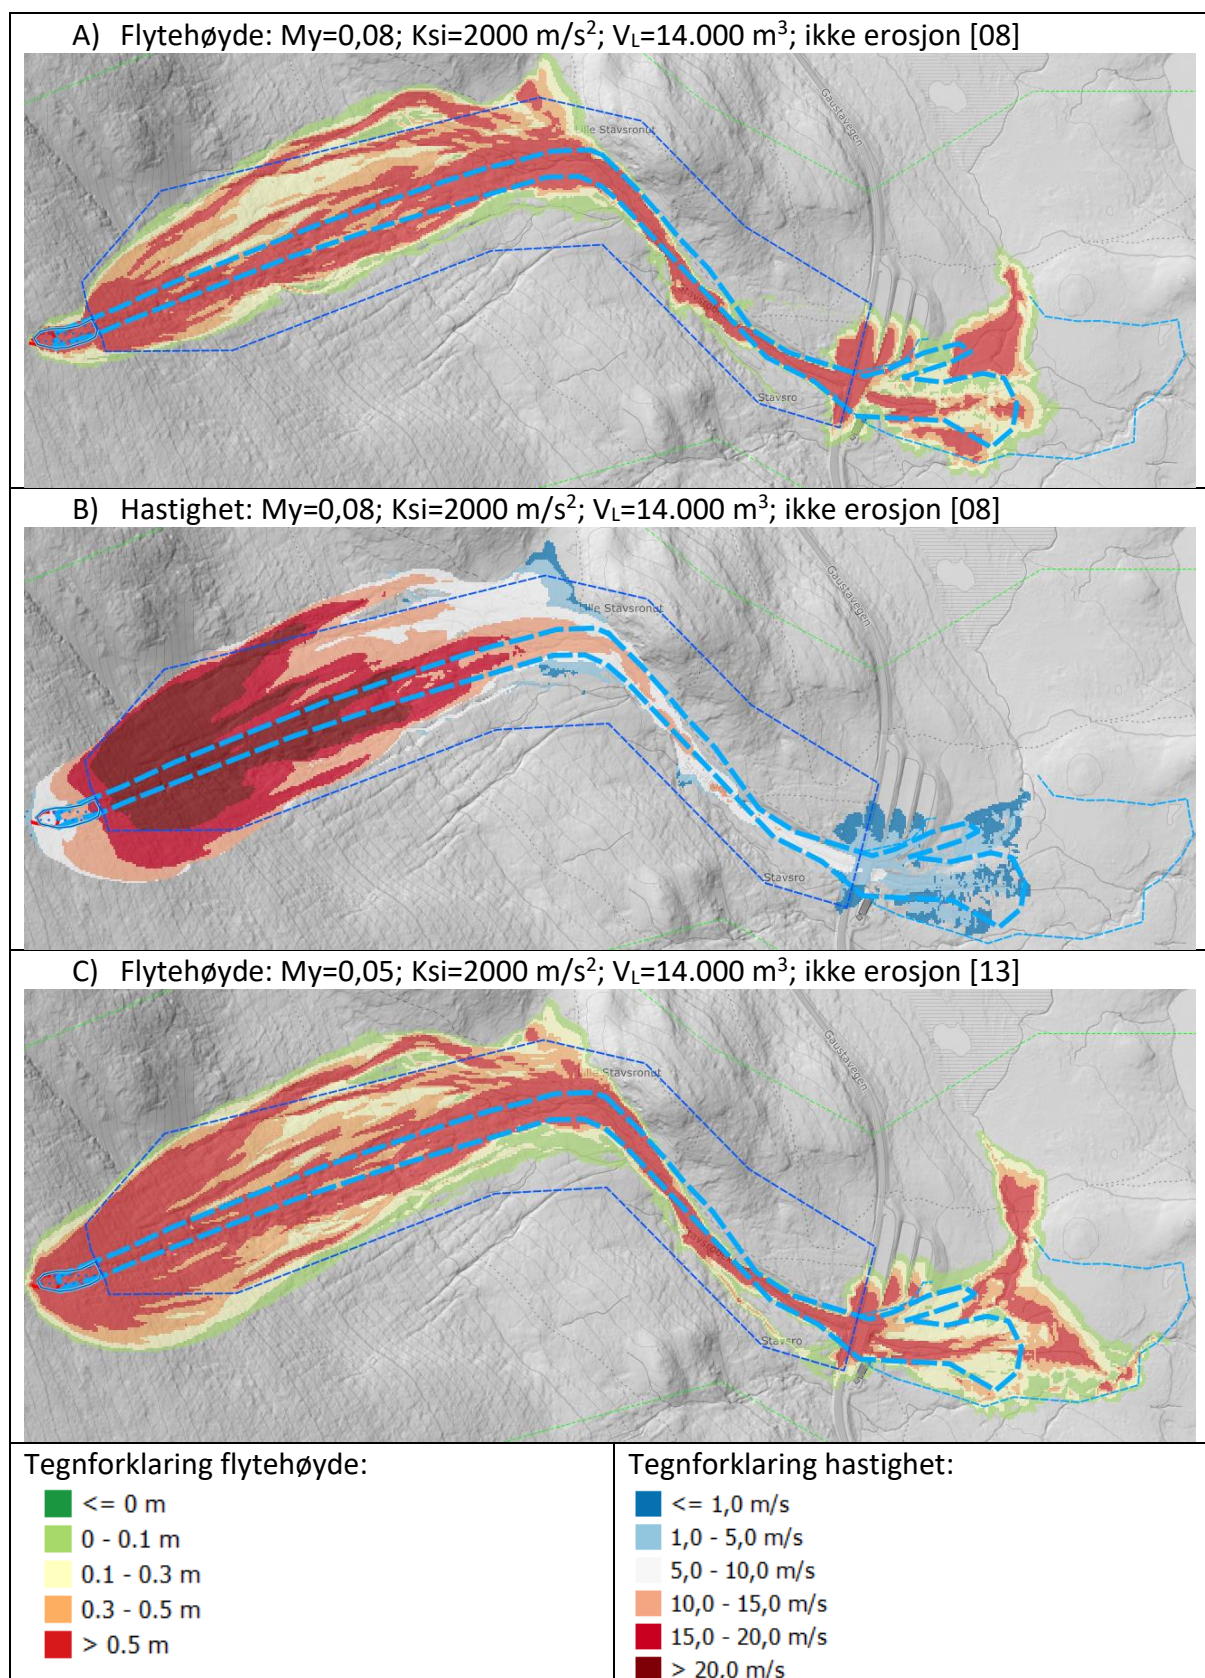 A) Flytehøyde: My=0,08; Ksi=2000 m/s²; V_L=14.000 m³; ikke erosjon [08]
Gaustavegen
Lille Stavsronut
Stavsro
B) Hastighet: My=0,08; Ksi=2000 m/s²; V_L=14.000 m³; ikke erosjon [08]
Gaustavegen
Lille Stavsronut
Stavsro
C) Flytehøyde: My=0,05; Ksi=2000 m/s²; V_L=14.000 m³; ikke erosjon [13]
Gaustavegen
Lille Stavsronut
Stavsro
Tegnforklaring flytehøyde:
<= 0 m
0 - 0.1 m
0.1 - 0.3 m
0.3 - 0.5 m
> 0.5 m
Tegnforklaring hastighet:
<= 1,0 m/s
1,0 - 5,0 m/s
5,0 - 10,0 m/s
10,0 - 15,0 m/s
15,0 - 20,0 m/s
> 20,0 m/s